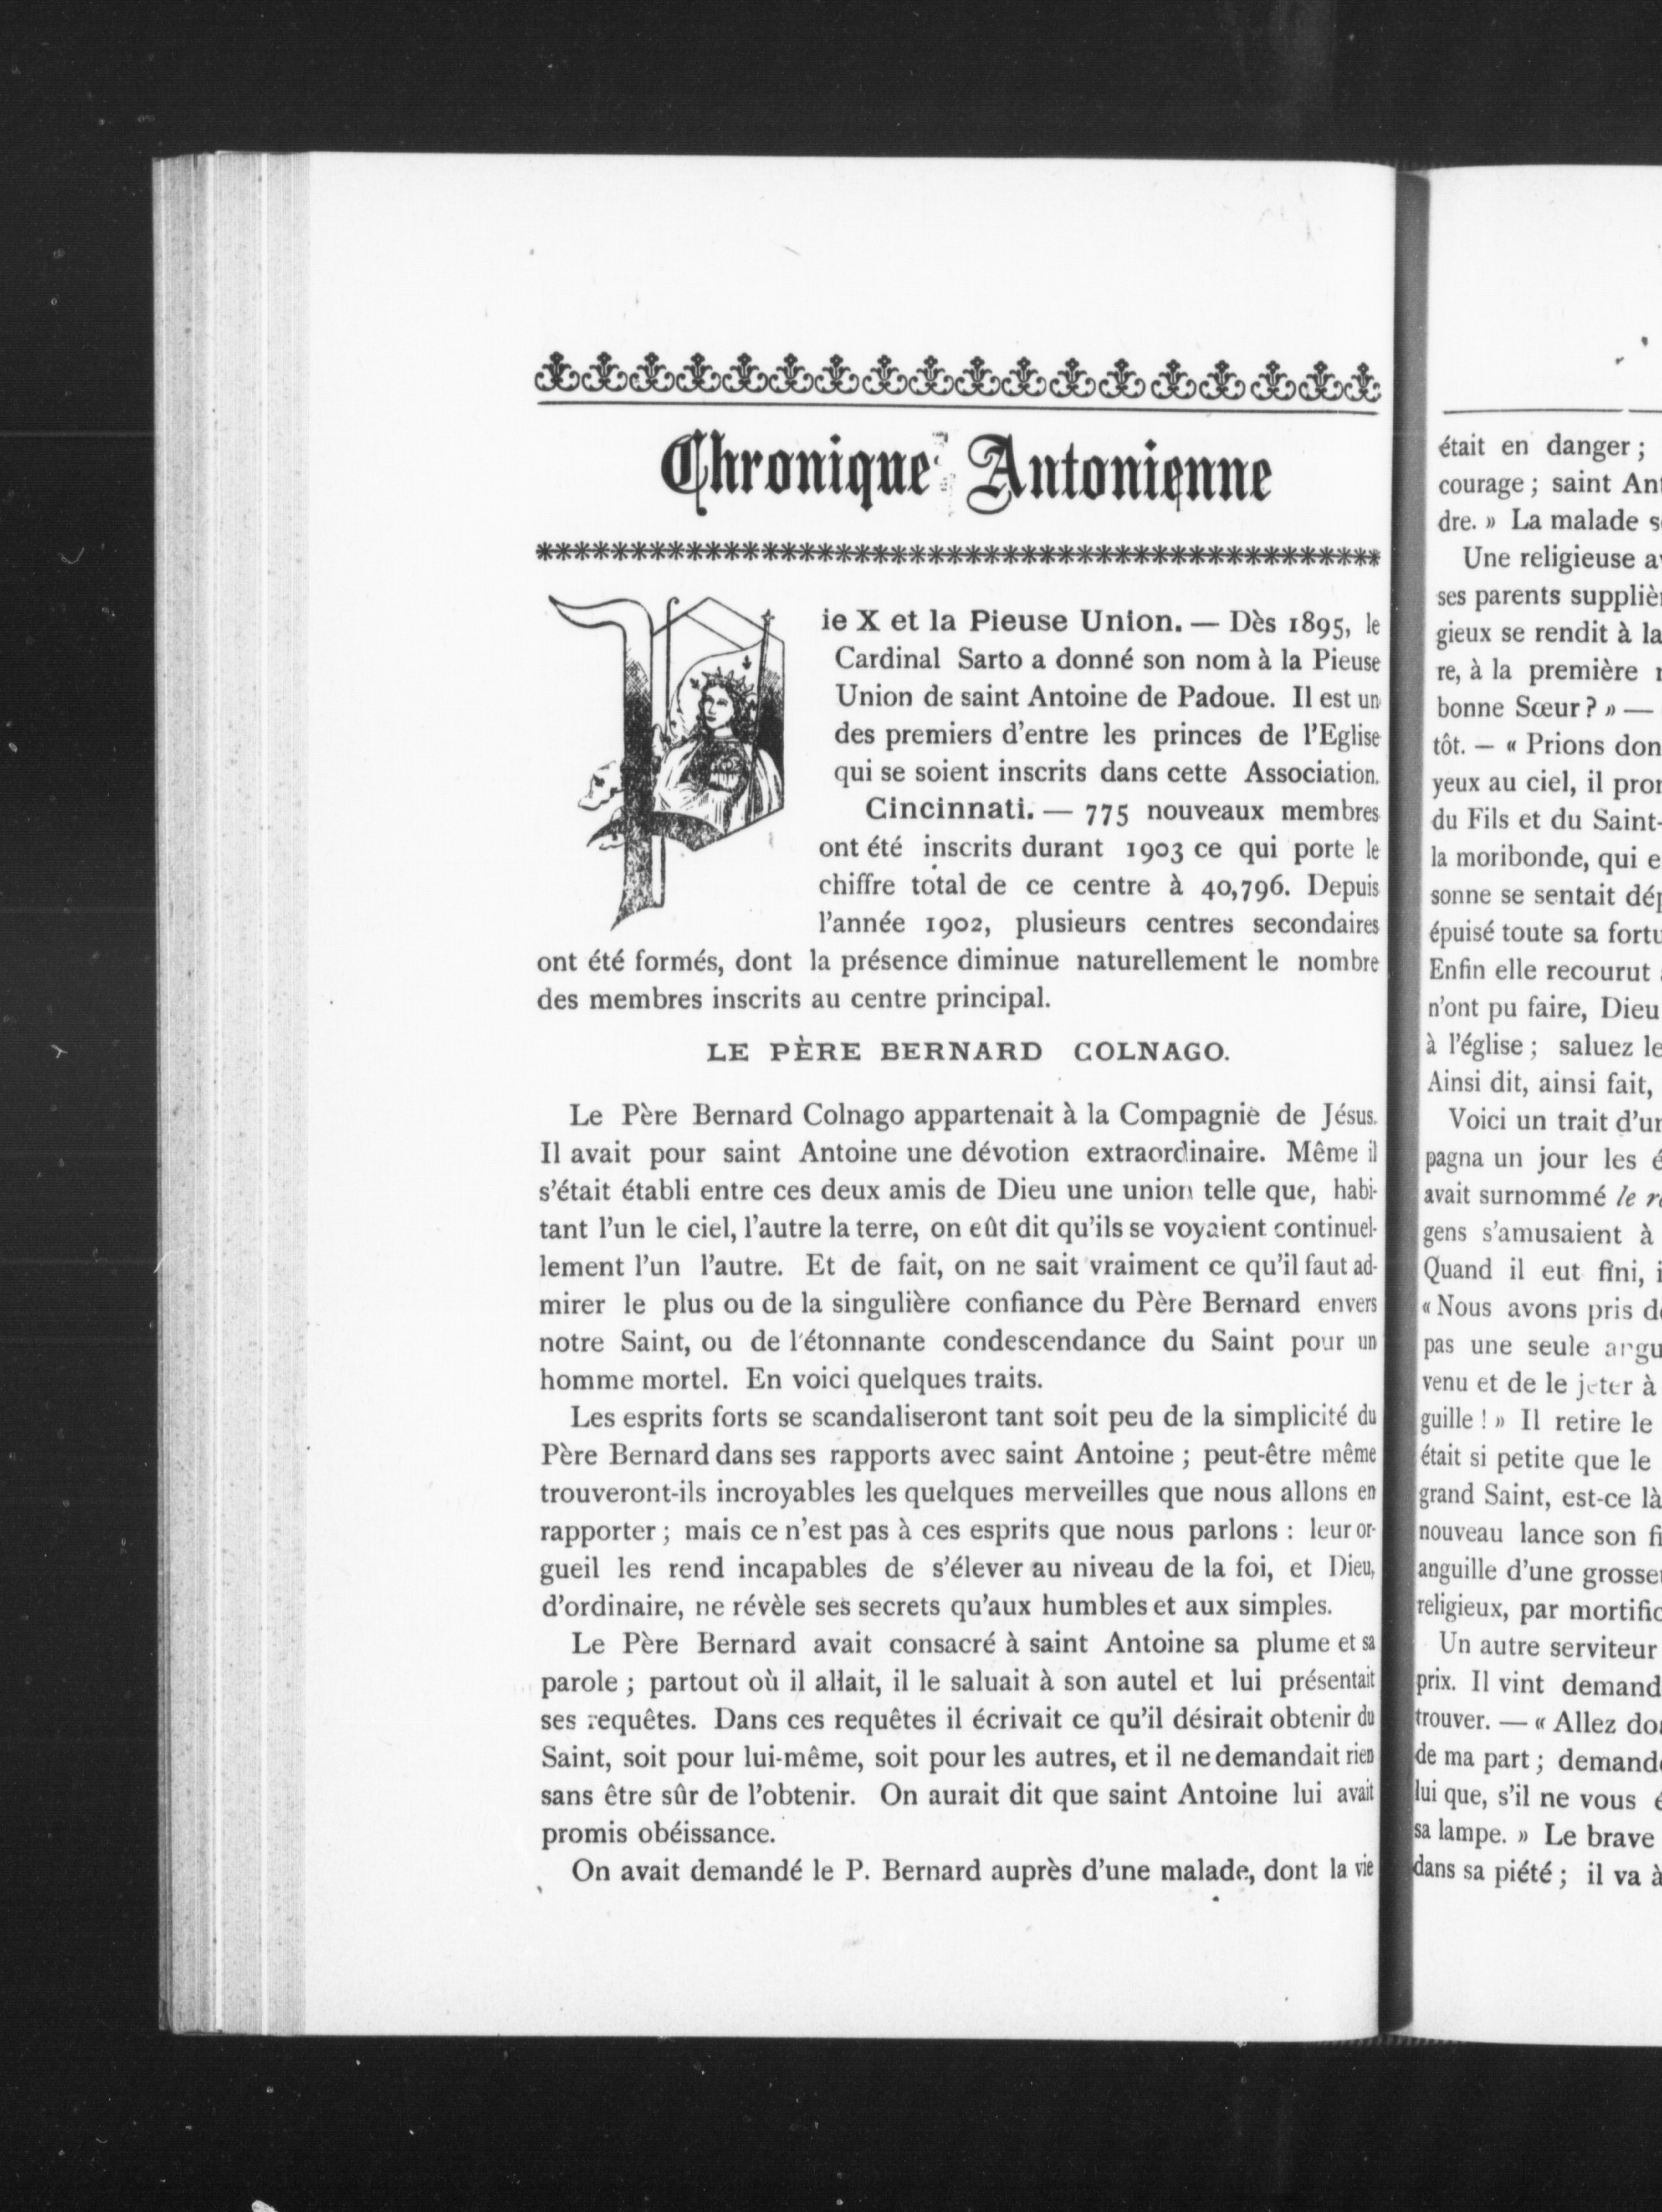 Chronique Antonienne
Pie X et la Pieuse Union. — Dès 1895, le
Cardinal Sarto a donné son nom à la Pieuse
Union de saint Antoine de Padoue. Il est un
des premiers d'entre les princes de l'Eglise
qui se soient inscrits dans cette Association.
Cincinnati. — 775 nouveaux membres
ont été inscrits durant 1903 ce qui porte le
chiffre total de ce centre à 40,796. Depuis
l'année 1902, plusieurs centres secondaires
ont été formés, dont la présence diminue naturellement le nombre
des membres inscrits au centre principal.
LE PÈRE BERNARD COLNAGO.
Le Père Bernard Colnago appartenait à la Compagnie de Jésus.
Il avait pour saint Antoine une dévotion extraordinaire. Même il
s'était établi entre ces deux amis de Dieu une union telle que, habi-
tant l'un le ciel, l'autre la terre, on eût dit qu'ils se voyaient continuel-
lement l'un l'autre. Et de fait, on ne sait vraiment ce qu'il faut ad-
mirer le plus ou de la singulière confiance du Père Bernard envers
notre Saint, ou de l'étonnante condescendance du Saint pour un
homme mortel. En voici quelques traits.
Les esprits forts se scandaliseront tant soit peu de la simplicité du
Père Bernard dans ses rapports avec saint Antoine ; peut-être même
trouveront-ils incroyables les quelques merveilles que nous allons en
rapporter ; mais ce n'est pas à ces esprits que nous parlons : leur or-
gueil les rend incapables de s'élever au niveau de la foi, et Dieu,
d'ordinaire, ne révèle ses secrets qu'aux humbles et aux simples.
Le Père Bernard avait consacré à saint Antoine sa plume et sa
parole ; partout où il allait, il le saluait à son autel et lui présentait
ses requêtes. Dans ces requêtes il écrivait ce qu'il désirait obtenir du
Saint, soit pour lui-même, soit pour les autres, et il ne demandait rien
sans être sûr de l'obtenir. On aurait dit que saint Antoine lui avait
promis obéissance.
On avait demandé le P. Bernard auprès d'une malade, dont la vie
était en danger ;
courage ; saint
dre. » La malade
Une religieuse
ses parents
gieux se rendit à la
re, à la première
bonne Sœur ? » —
tôt. — « Prions
yeux au ciel, il
du Fils et du Saint-
la moribonde, qui
sonne se sentait
épuisé toute sa
Enfin elle recourut
n'ont pu faire, Dieu
à l'église ; saluez
Ainsi dit, ainsi fait,
Voici un trait
pagna un jour les
avait surnommé le
gens s'amusaient à
Quand il eut fini,
« Nous avons pris
pas une seule
venu et de le jeter à
guille ! » Il retire le
était si petite que le
grand Saint, est-ce là
nouveau lance son
anguille d'une
religieux, par
Un autre serviteur
prix. Il vint
trouver. — « Allez
de ma part ;
lui que, s'il ne vous
sa lampe. » Le brave
dans sa piété ; il va à